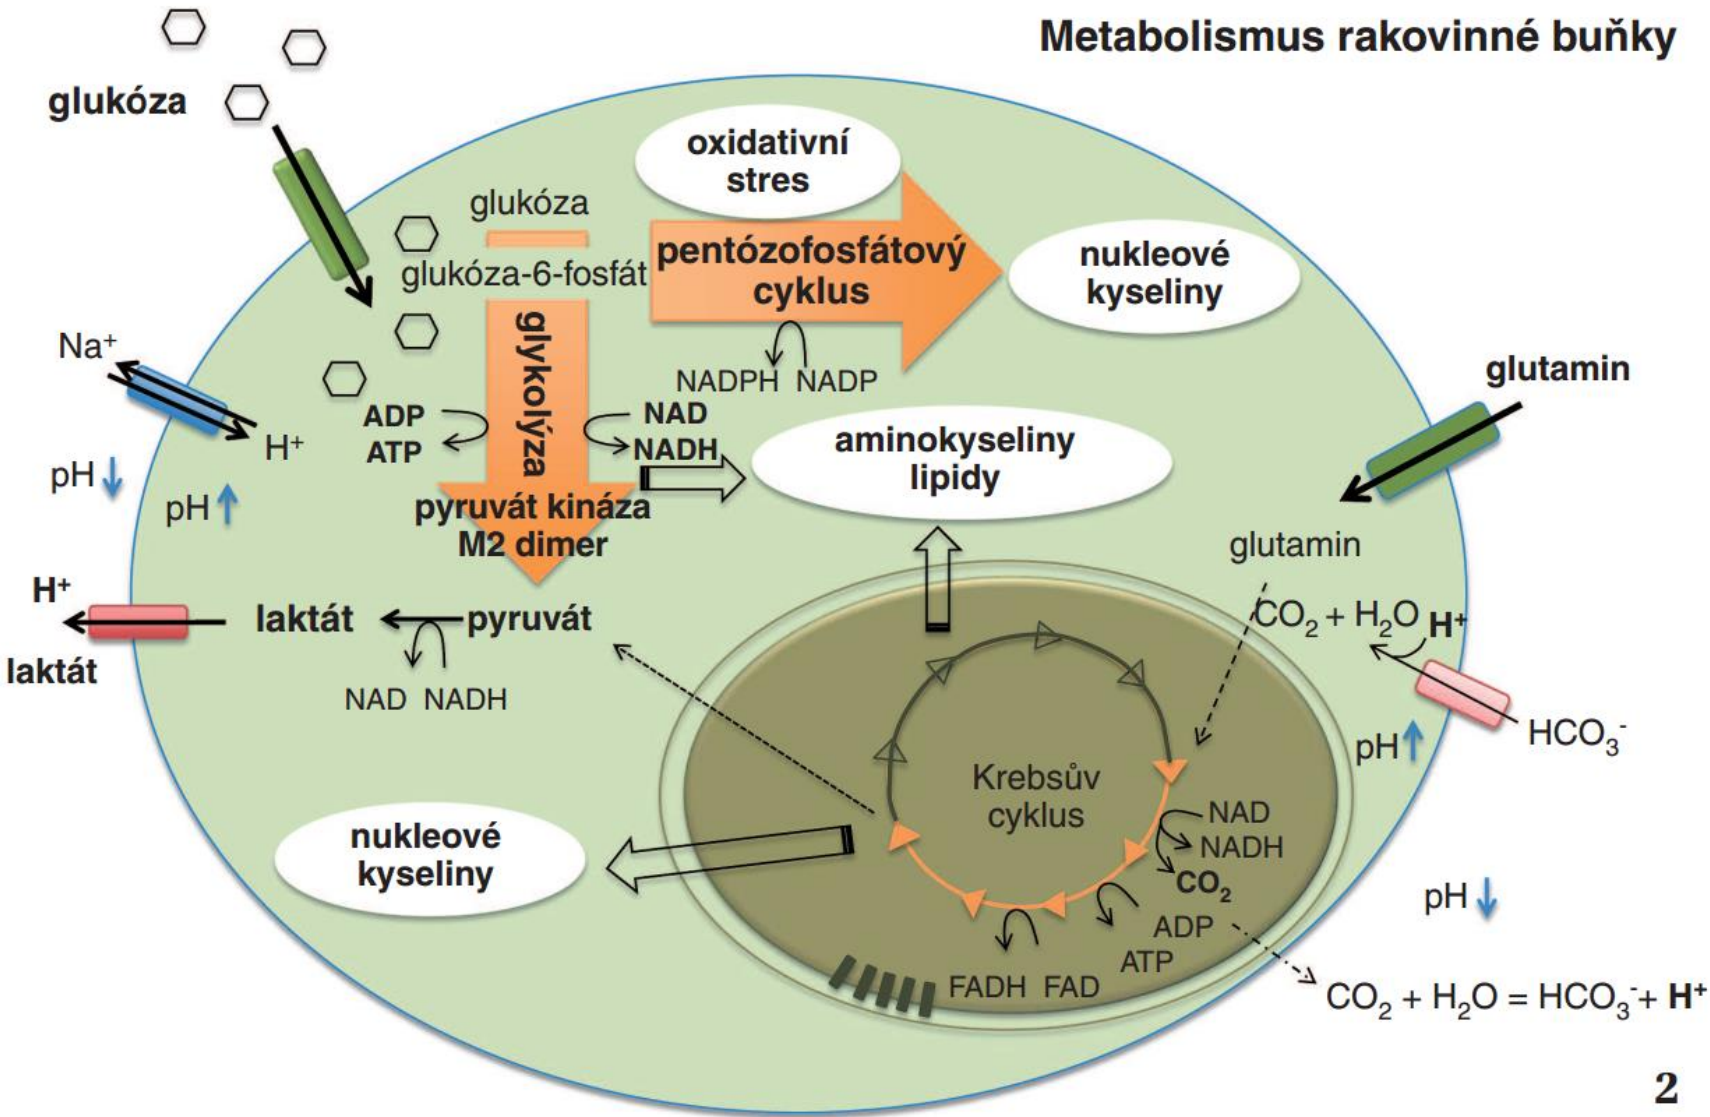 Metabolismus rakovinné buňky
glukóza
oxidativní
stres
glukóza
glukóza-6-fosfát
pentózofosfátový
cyklus
nukleové
kyseliny
NADPH NADP
glykolýza
Na⁺
H⁺
pH
pH
ADP
ATP
NAD
NADH
aminokyseliny
lipidy
pyruvát kináza
M2 dimer
glutamin
glutamin
H⁺
laktát
laktát
pyruvát
NAD NADH
CO₂ + H₂O H⁺
HCO₃⁻
pH
Krebsův
cyklus
NAD
NADH
CO₂
ADP
ATP
FADH FAD
nukleové
kyseliny
pH
CO₂ + H₂O = HCO₃⁻+ H⁺
2